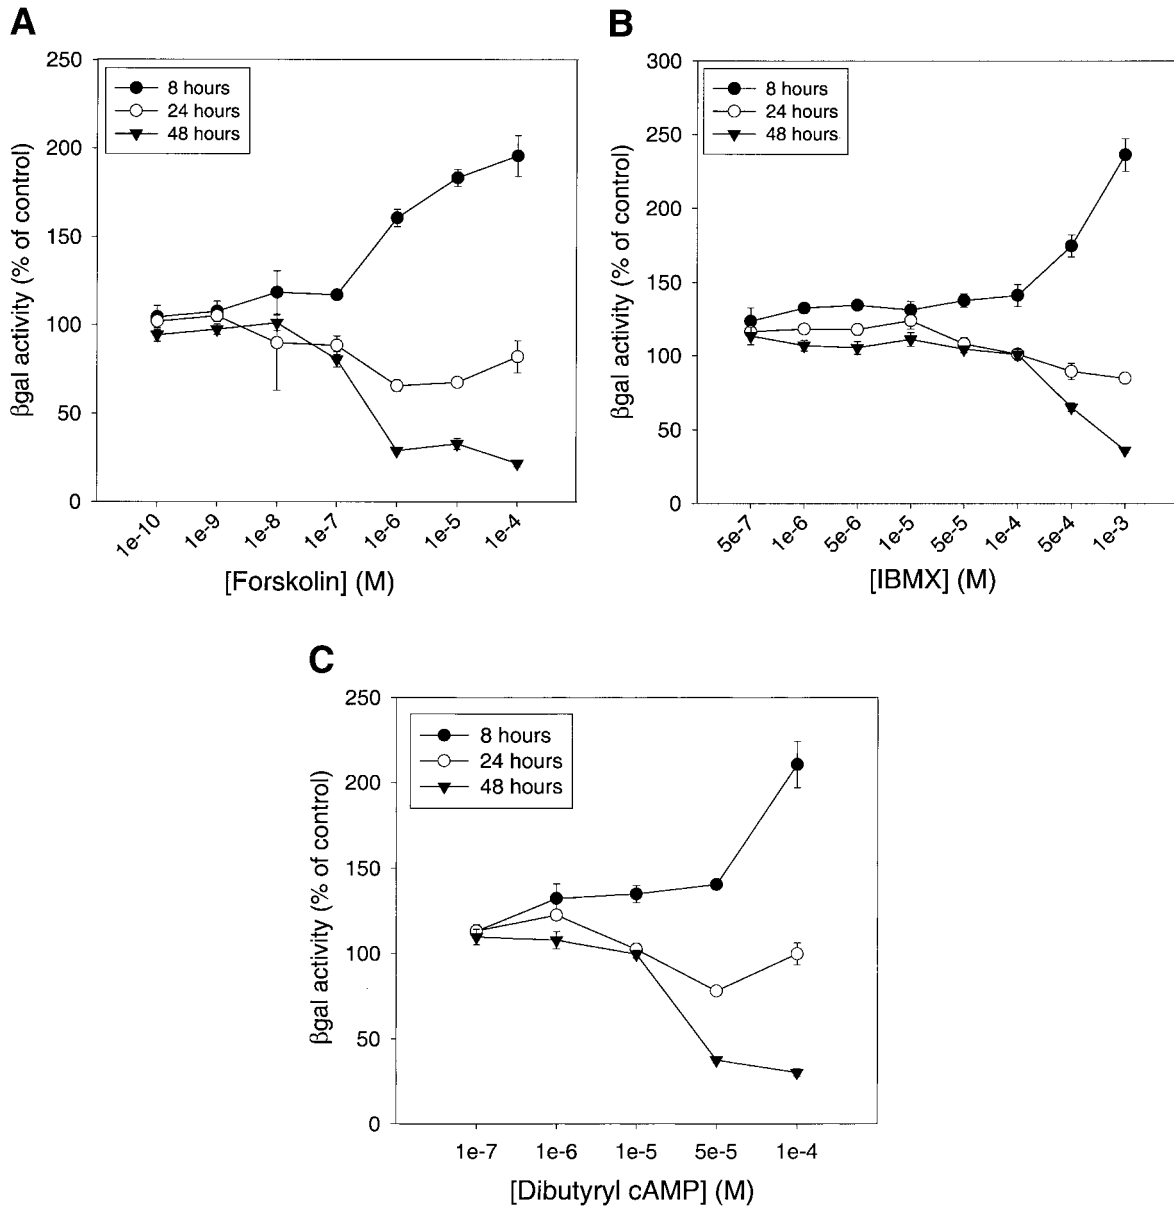 A
250
200
150
100
50
0
βgal activity (% of control)
8 hours
24 hours
48 hours
1e-10
1e-9
1e-8
1e-7
1e-6
1e-5
1e-4
[Forskolin] (M)
B
300
250
200
150
100
50
0
βgal activity (% of control)
8 hours
24 hours
48 hours
5e-7
1e-6
5e-6
1e-5
5e-5
1e-4
5e-4
1e-3
[IBMX] (M)
C
250
200
150
100
50
0
βgal activity (% of control)
8 hours
24 hours
48 hours
1e-7
1e-6
1e-5
5e-5
1e-4
[Dibutyryl cAMP] (M)